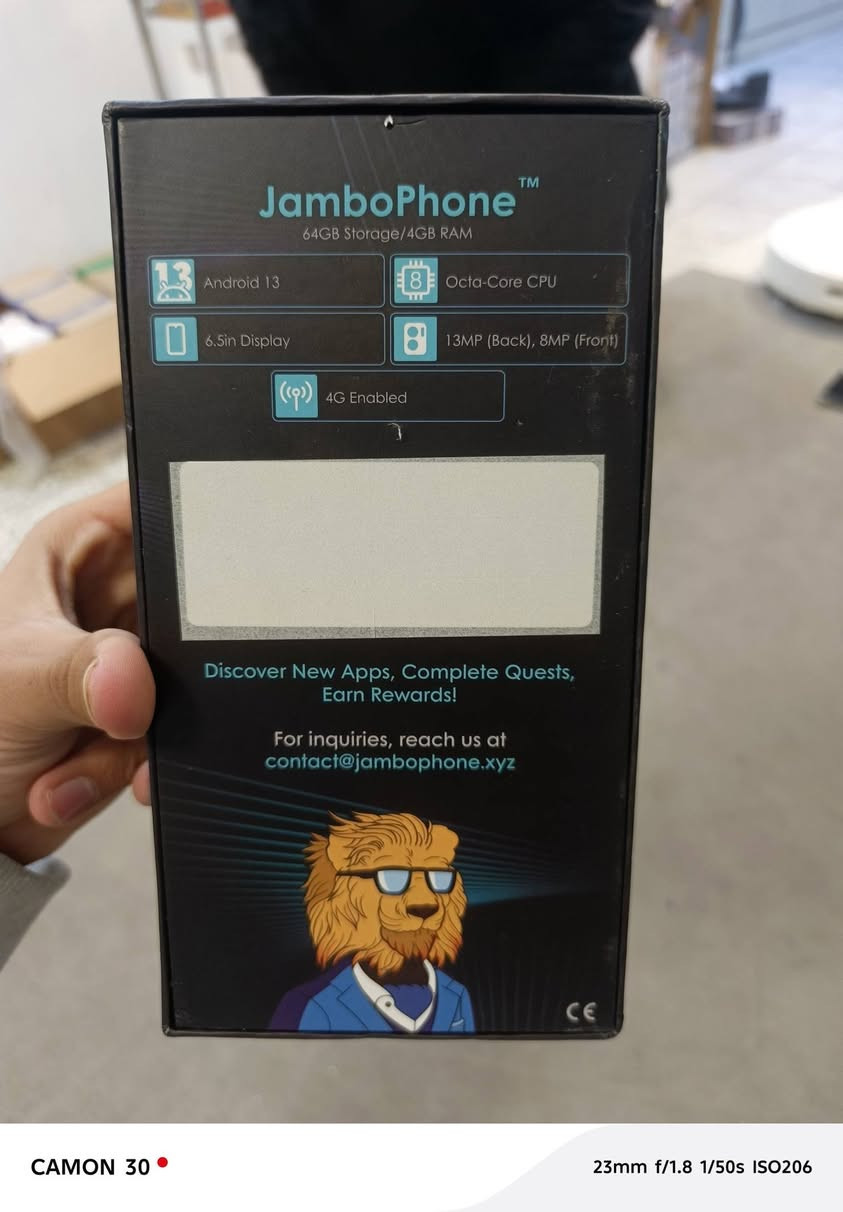 JamboPhone™
64GB Storage/4GB RAM
13 Android 13
8 Octa-Core CPU
6.5in Display
13MP (Back), 8MP (Front)
4G Enabled
Discover New Apps, Complete Quests,
Earn Rewards!
For inquiries, reach us at
contact@jambophone.xyz
CE
CAMON 30
23mm f/1.8 1/50s ISO206